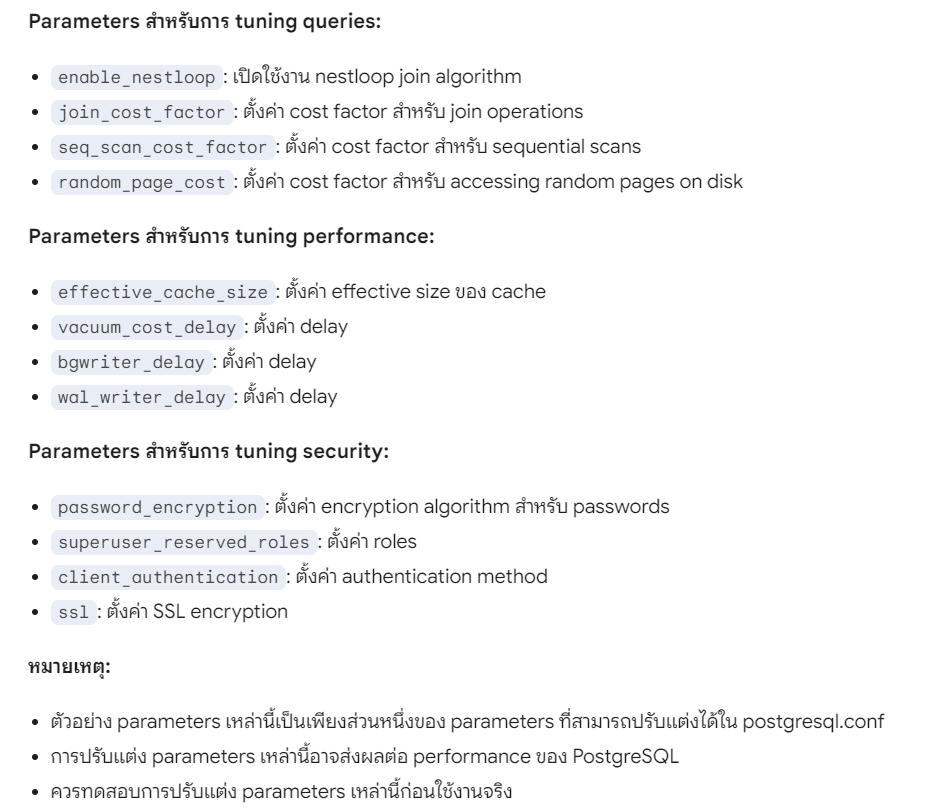 Parameters สำหรับการ tuning queries:
• enable_nestloop : เปิดใช้งาน nestloop join algorithm
• join_cost_factor : ตั้งค่า cost factor สำหรับ join operations
• seq_scan_cost_factor : ตั้งค่า cost factor สำหรับ sequential scans
• random_page_cost : ตั้งค่า cost factor สำหรับ accessing random pages on disk
Parameters สำหรับการ tuning performance:
• effective_cache_size : ตั้งค่า effective size ของ cache
• vacuum_cost_delay : ตั้งค่า delay
• bgwriter_delay : ตั้งค่า delay
• wal_writer_delay : ตั้งค่า delay
Parameters สำหรับการ tuning security:
• password_encryption : ตั้งค่า encryption algorithm สำหรับ passwords
• superuser_reserved_roles : ตั้งค่า roles
• client_authentication : ตั้งค่า authentication method
• ssl : ตั้งค่า SSL encryption
หมายเหตุ:
• ตัวอย่าง parameters เหล่านี้เป็นเพียงส่วนหนึ่งของ parameters ที่สามารถปรับแต่งได้ใน postgresql.conf
• การปรับแต่ง parameters เหล่านี้อาจส่งผลต่อ performance ของ PostgreSQL
• ควรทดสอบการปรับแต่ง parameters เหล่านี้ก่อนใช้งานจริง